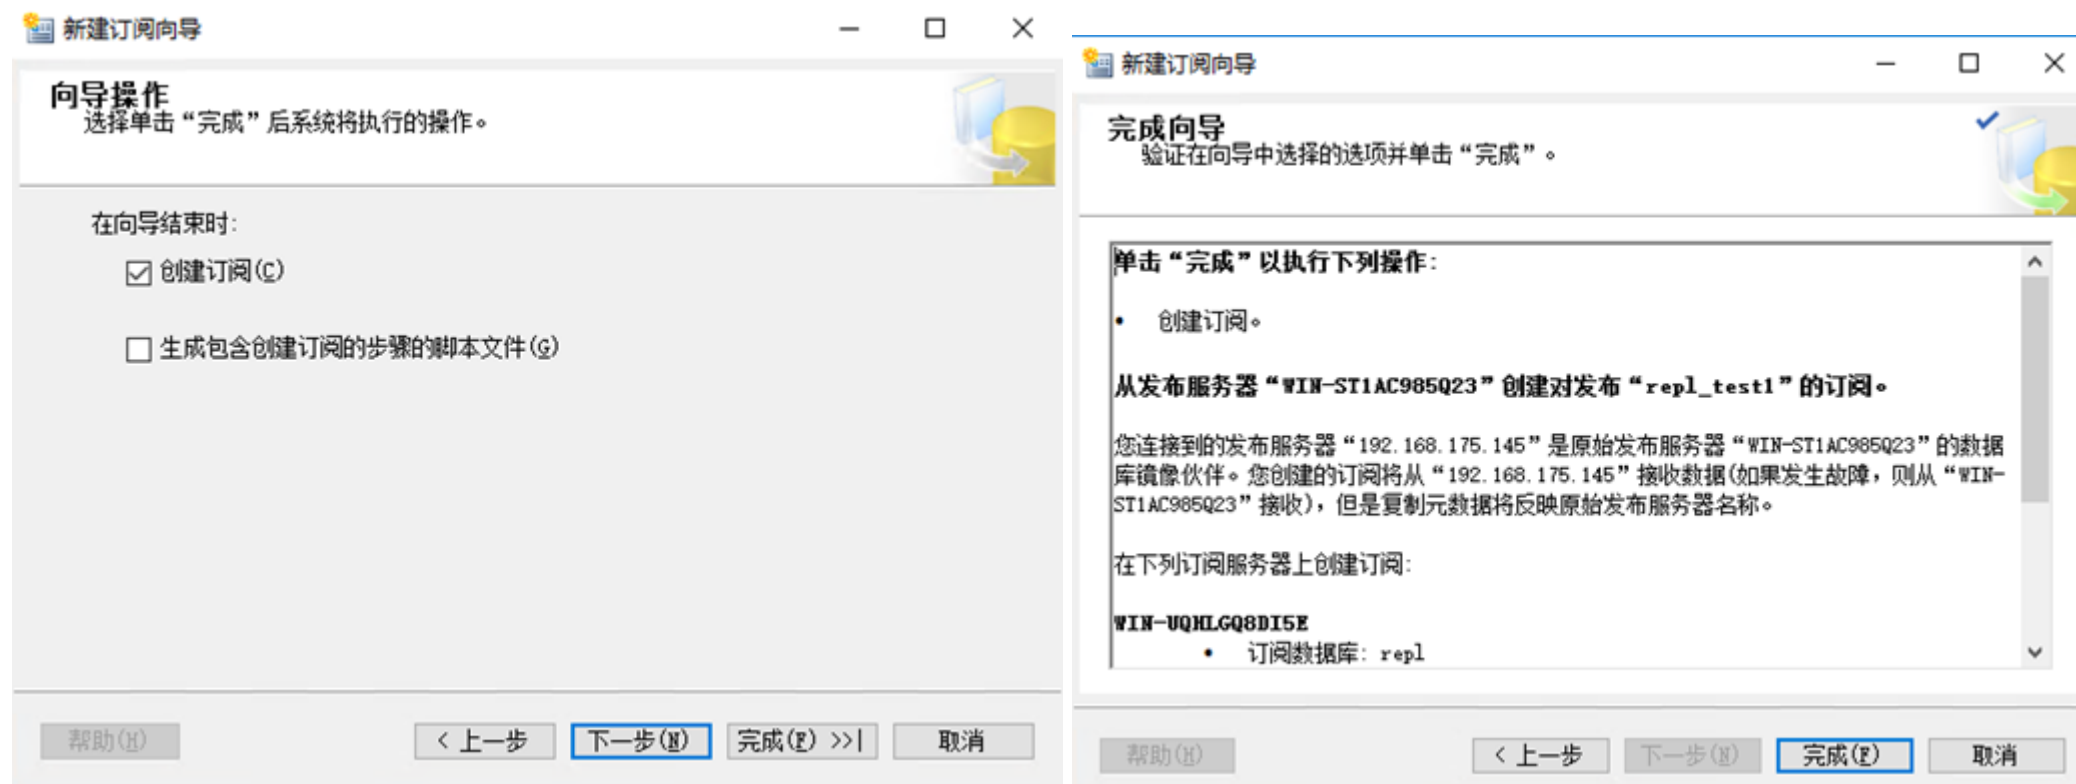 新建订阅向导
向导操作
选择单击“完成”后系统将执行的操作。
在向导结束时:
创建订阅(C)
生成包含创建订阅的步骤的脚本文件(G)
帮助(H)
< 上一步
下一步(N)
完成(F) >>|
取消
新建订阅向导
完成向导
验证在向导中选择的选项并单击“完成”。
单击“完成”以执行下列操作:
• 创建订阅。
从发布服务器“WIN-ST1AC985Q23”创建对发布“repl_test1”的订阅。
您连接到的发布服务器“192.168.175.145”是原始发布服务器“WIN-ST1AC985Q23”的数据
库镜像伙伴。您创建的订阅将从“192.168.175.145”接收数据(如果发生故障，则从“WIN-
ST1AC985Q23”接收)，但是复制元数据将反映原始发布服务器名称。
在下列订阅服务器上创建订阅:
WIN-UQHLGQ8DI5E
• 订阅数据库: repl
帮助(H)
< 上一步
下一步(N)
完成(F)
取消